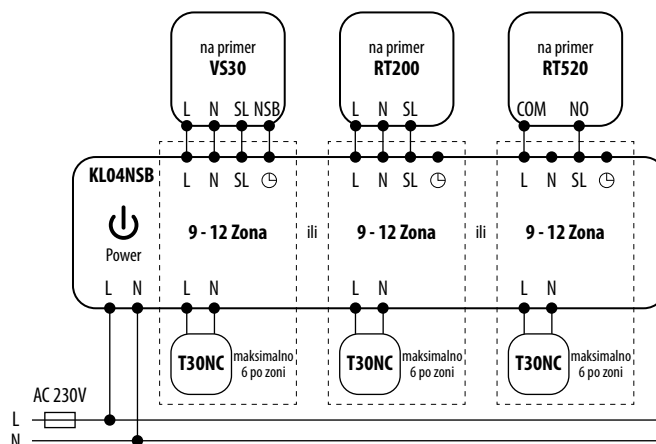 na primer
VS30
L N SL NSB
na primer
RT200
L N SL
na primer
RT520
COM NO
KL04NSB
L N SL
L N SL
L N SL
Power
9 - 12 Zona
ili
9 - 12 Zona
ili
9 - 12 Zona
L N
L N
L N
L N
T30NC
maksimalno
6 po zoni
T30NC
maksimalno
6 po zoni
T30NC
maksimalno
6 po zoni
AC 230V
L
N